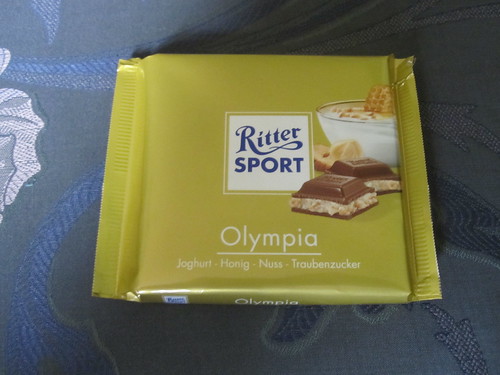 Ritter
SPORT
Olympia
Joghurt - Honig - Nuss - Traubenzucker
Olympia